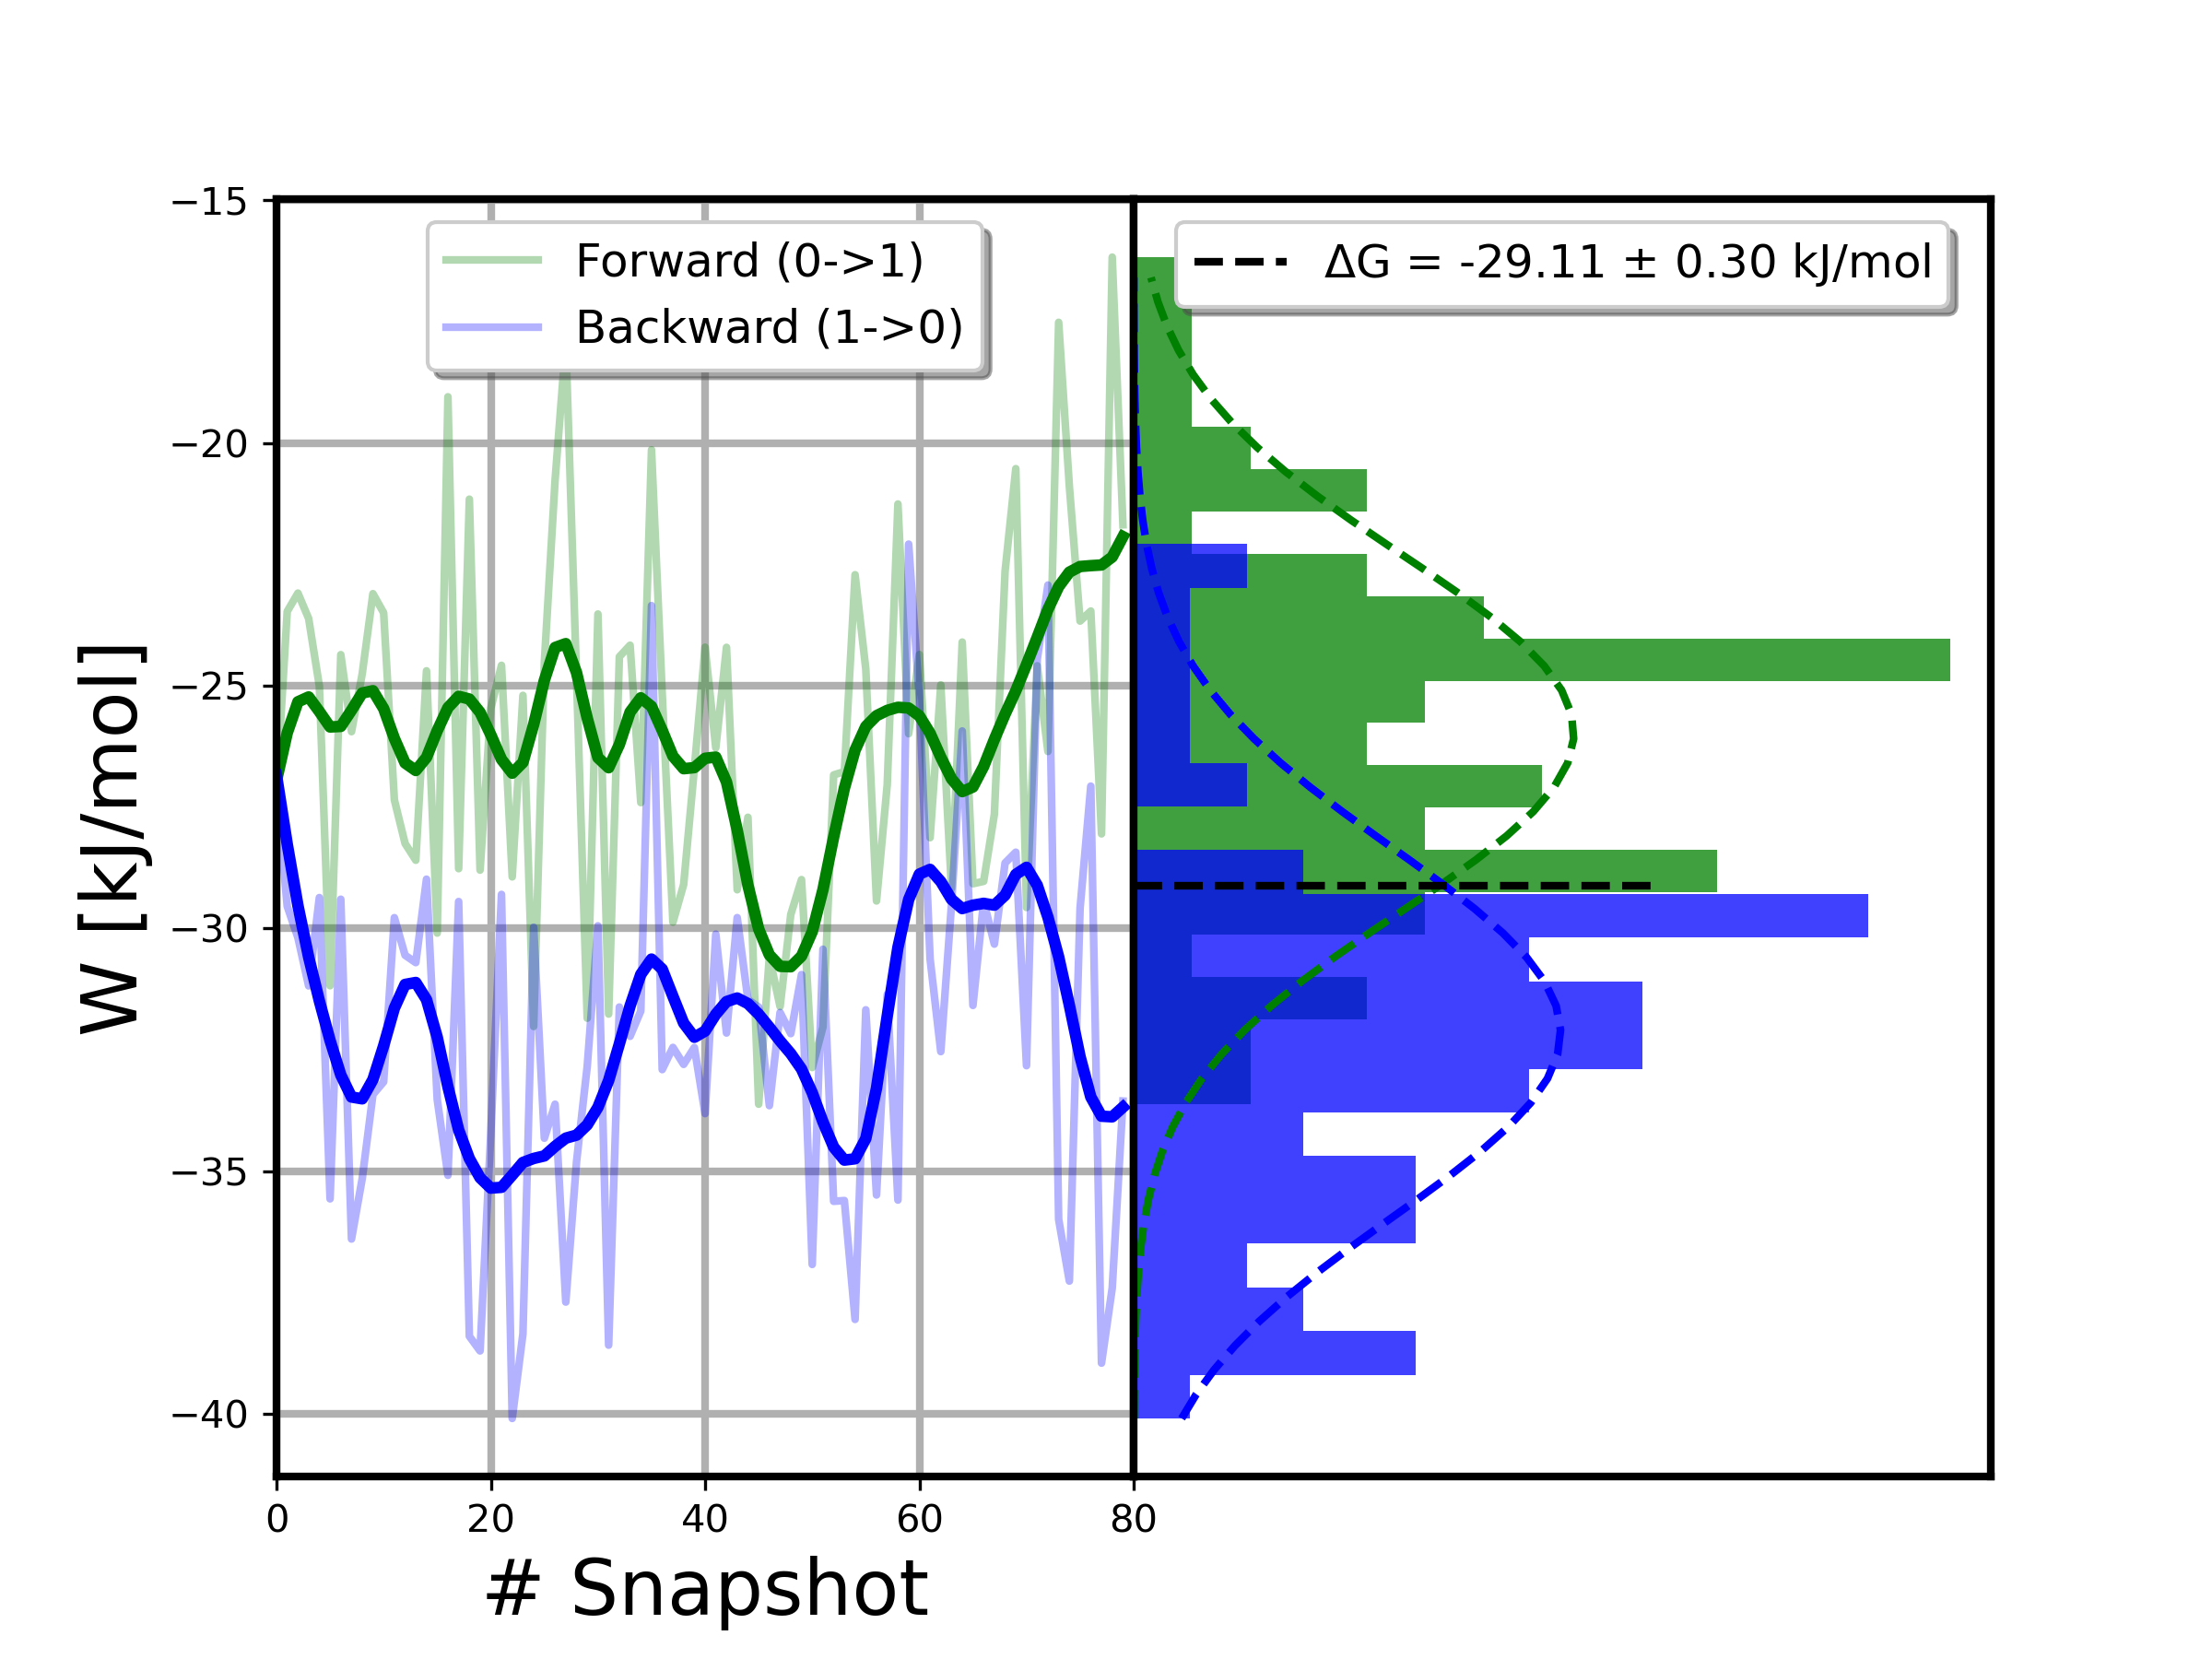 −15
−20
−25
−30
−35
−40
W [kJ/mol]
Forward (0->1)
Backward (1->0)
ΔG = -29.11 ± 0.30 kJ/mol
0
20
40
60
80
# Snapshot